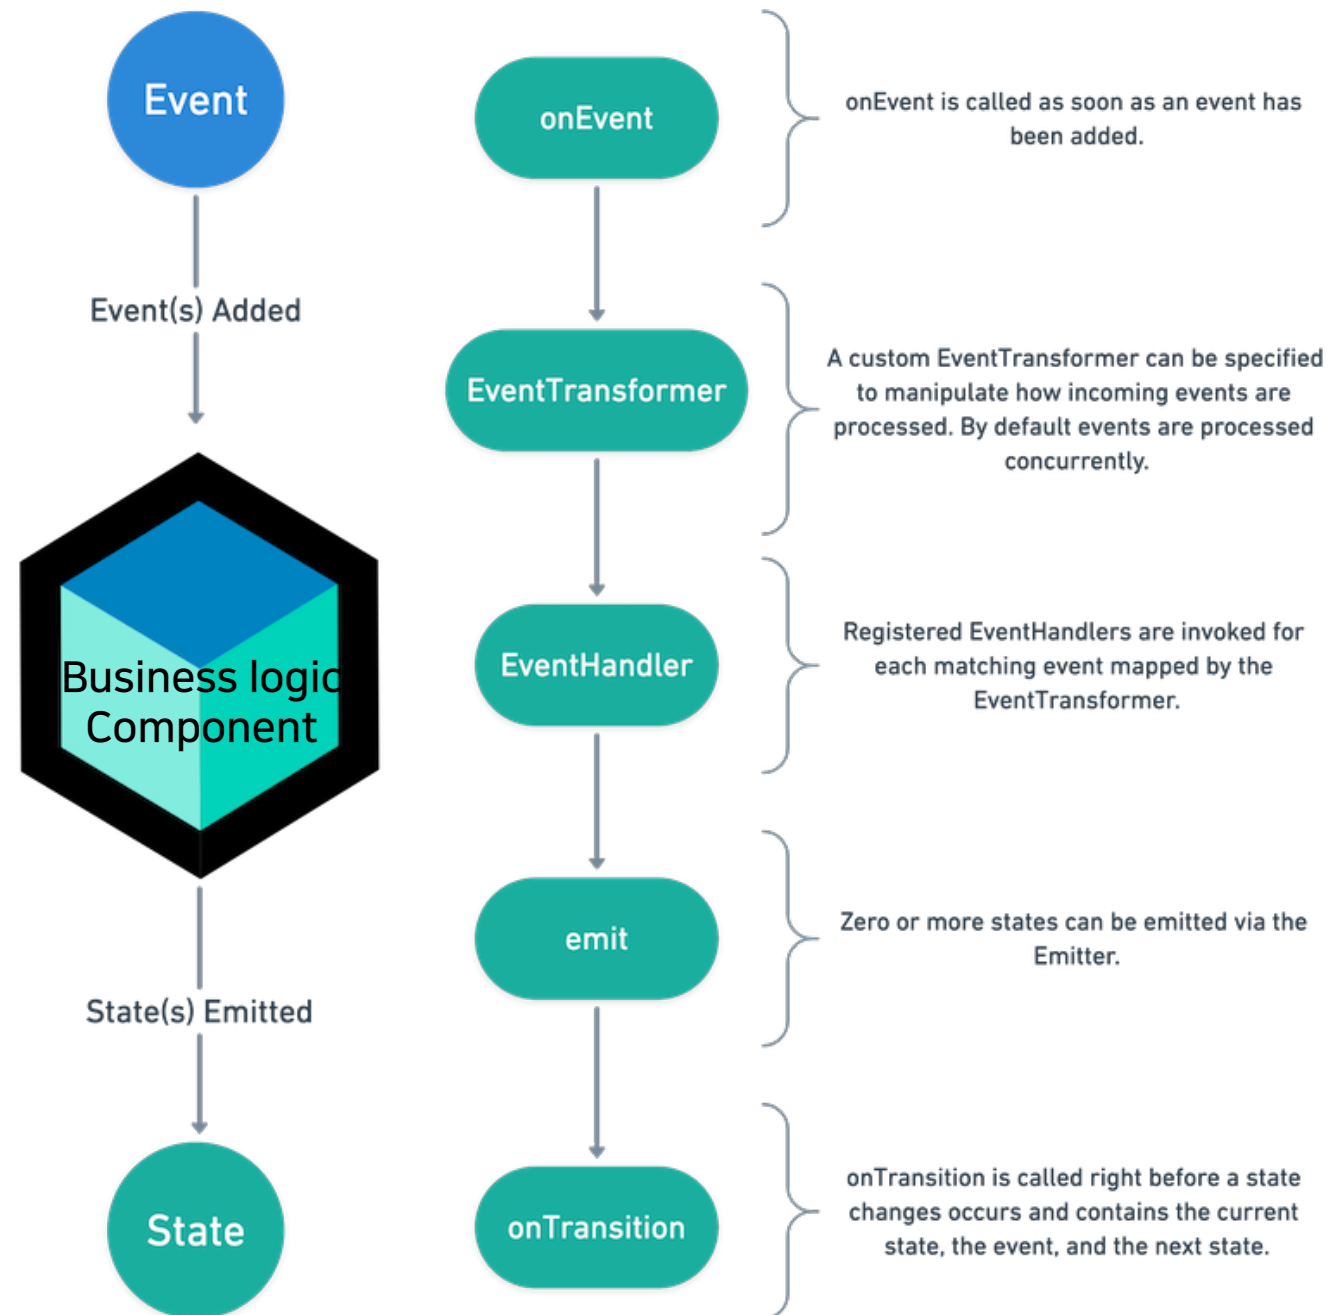 Event
Event(s) Added
Business logic
Component
State(s) Emitted
State
onEvent
EventTransformer
EventHandler
emit
onTransition
onEvent is called as soon as an event has
been added.
A custom EventTransformer can be specified
to manipulate how incoming events are
processed. By default events are processed
concurrently.
Registered EventHandlers are invoked for
each matching event mapped by the
EventTransformer.
Zero or more states can be emitted via the
Emitter.
onTransition is called right before a state
changes occurs and contains the current
state, the event, and the next state.